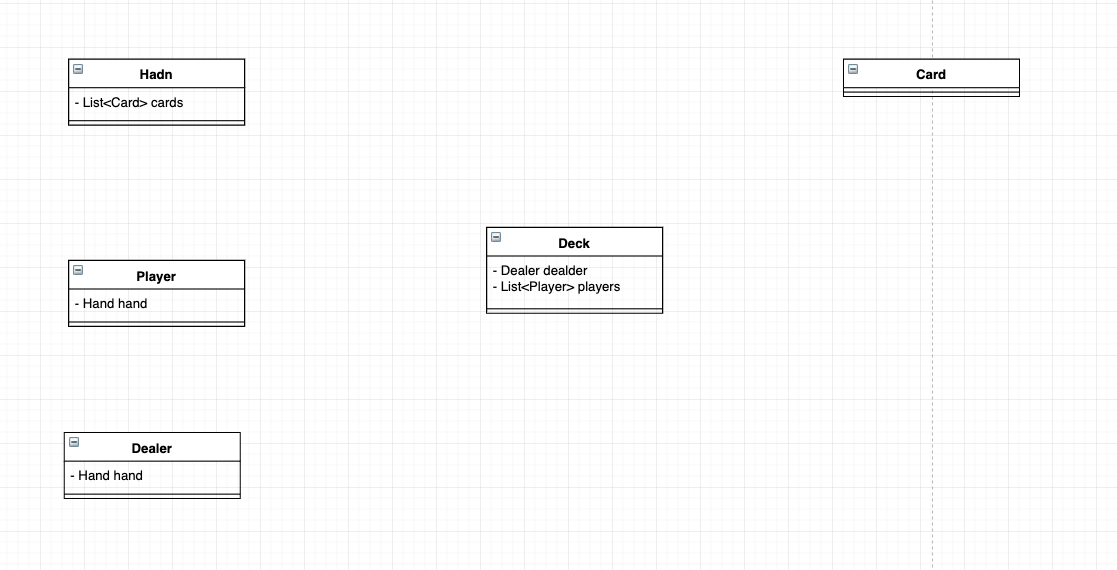 Hadn
- List<Card> cards
Card
Deck
- Dealer dealder
- List<Player> players
Player
- Hand hand
Dealer
- Hand hand